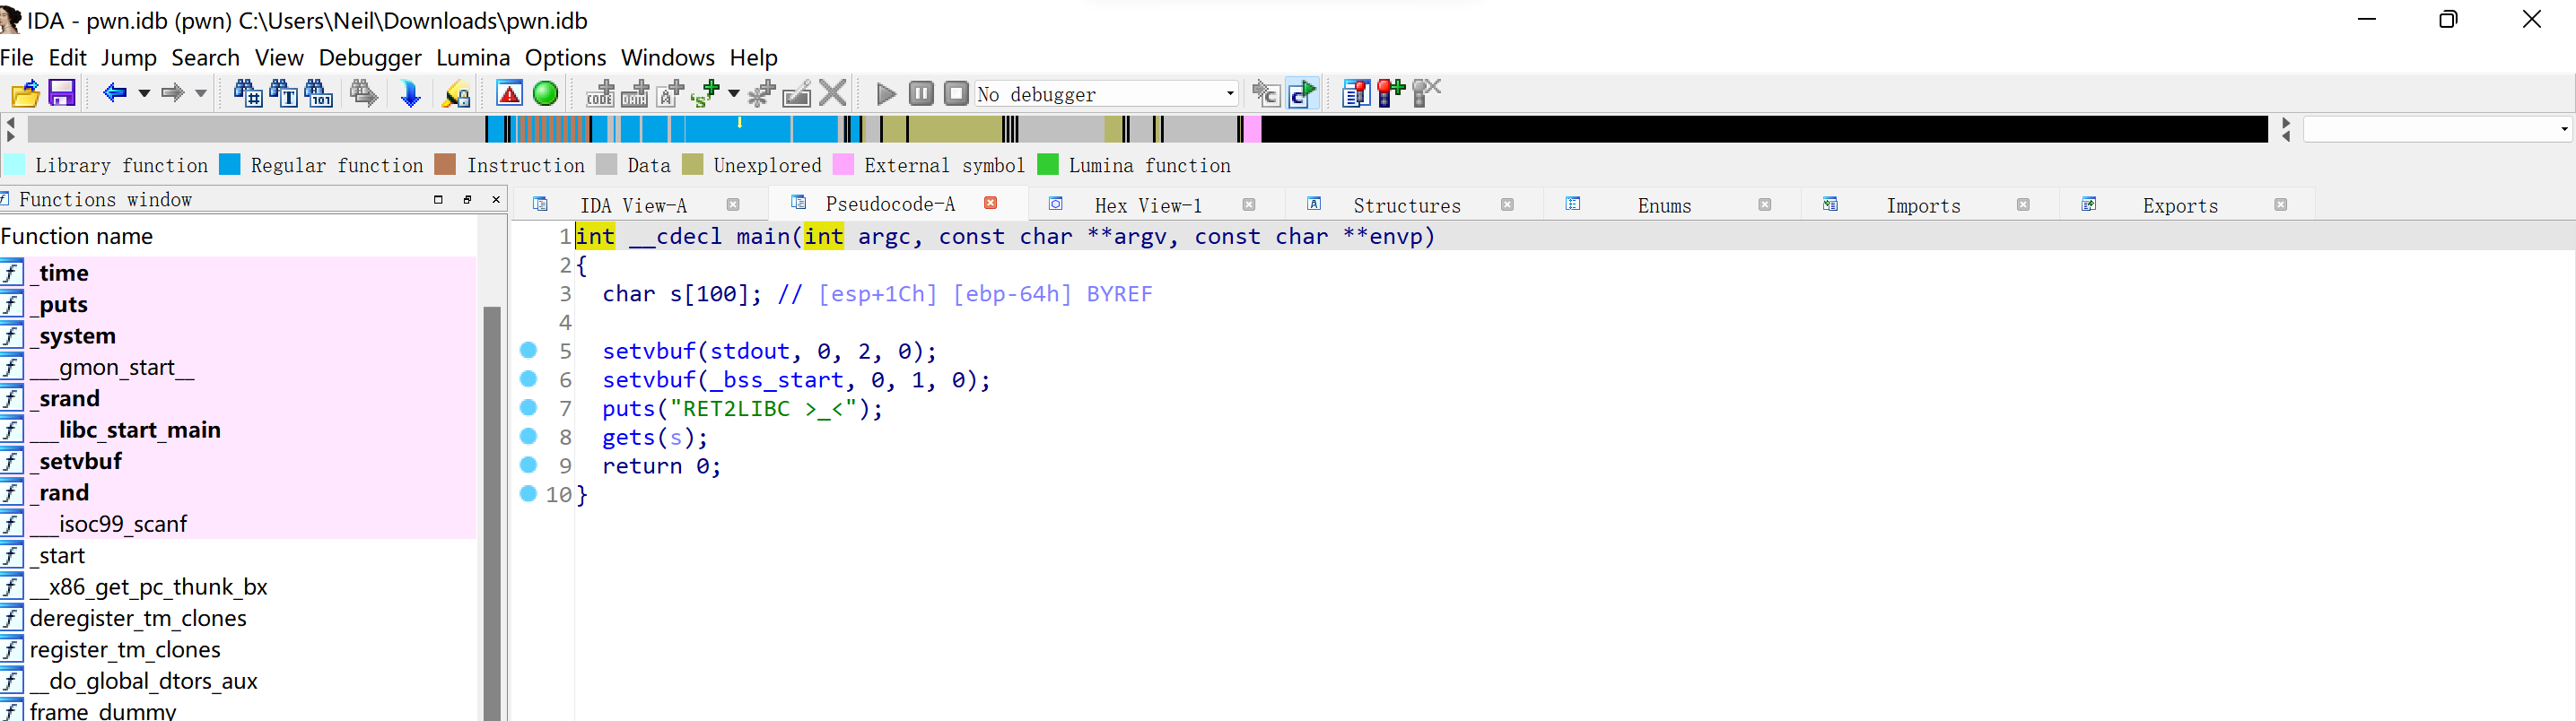 IDA - pwn.idb (pwn) C:\Users\Neil\Downloads\pwn.idb
File Edit Jump Search View Debugger Lumina Options Windows Help
No debugger
Library function Regular function Instruction Data Unexplored External symbol Lumina function
Functions window
IDA View-A Pseudocode-A Hex View-1 Structures Enums Imports Exports
Function name
_time
_puts
_system
___gmon_start__
_srand
___libc_start_main
_setvbuf
_rand
___isoc99_scanf
_start
__x86_get_pc_thunk_bx
deregister_tm_clones
register_tm_clones
__do_global_dtors_aux
frame_dummy
1 int __cdecl main(int argc, const char **argv, const char **envp)
2 {
3 char s[100]; // [esp+1Ch] [ebp-64h] BYREF
4
5 setvbuf(stdout, 0, 2, 0);
6 setvbuf(_bss_start, 0, 1, 0);
7 puts("RET2LIBC >_<");
8 gets(s);
9 return 0;
10 }